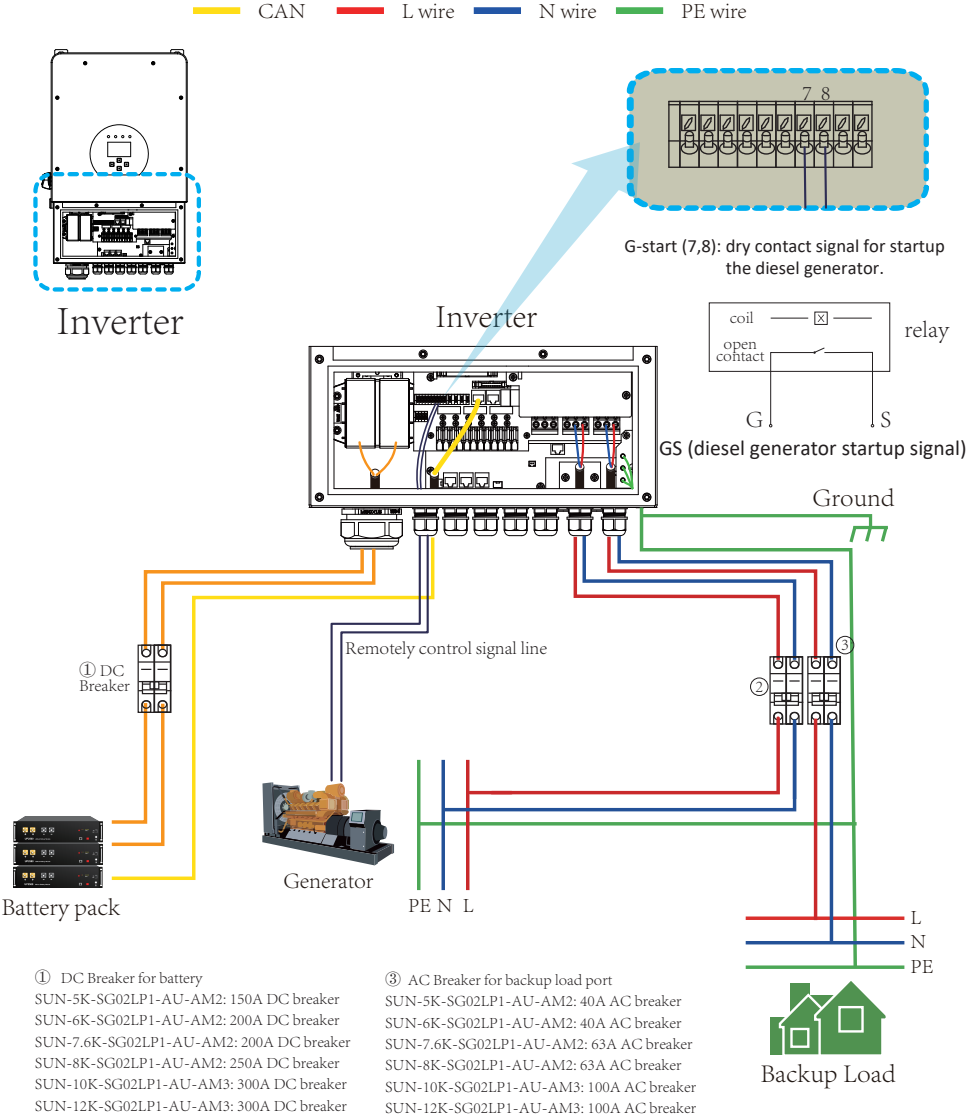 CAN L wire N wire PE wire
7 8
G-start (7,8): dry contact signal for startup
the diesel generator.
Inverter
Inverter
coil
open
contact
relay
G S
GS (diesel generator startup signal)
Ground
Remotely control signal line
① DC
Breaker
②
③
Generator
Battery pack
PE N L
L
N
PE
Backup Load
① DC Breaker for battery
SUN-5K-SG02LP1-AU-AM2: 150A DC breaker
SUN-6K-SG02LP1-AU-AM2: 200A DC breaker
SUN-7.6K-SG02LP1-AU-AM2: 200A DC breaker
SUN-8K-SG02LP1-AU-AM2: 250A DC breaker
SUN-10K-SG02LP1-AU-AM3: 300A DC breaker
SUN-12K-SG02LP1-AU-AM3: 300A DC breaker
③ AC Breaker for backup load port
SUN-5K-SG02LP1-AU-AM2: 40A AC breaker
SUN-6K-SG02LP1-AU-AM2: 40A AC breaker
SUN-7.6K-SG02LP1-AU-AM2: 63A AC breaker
SUN-8K-SG02LP1-AU-AM2: 63A AC breaker
SUN-10K-SG02LP1-AU-AM3: 100A AC breaker
SUN-12K-SG02LP1-AU-AM3: 100A AC breaker